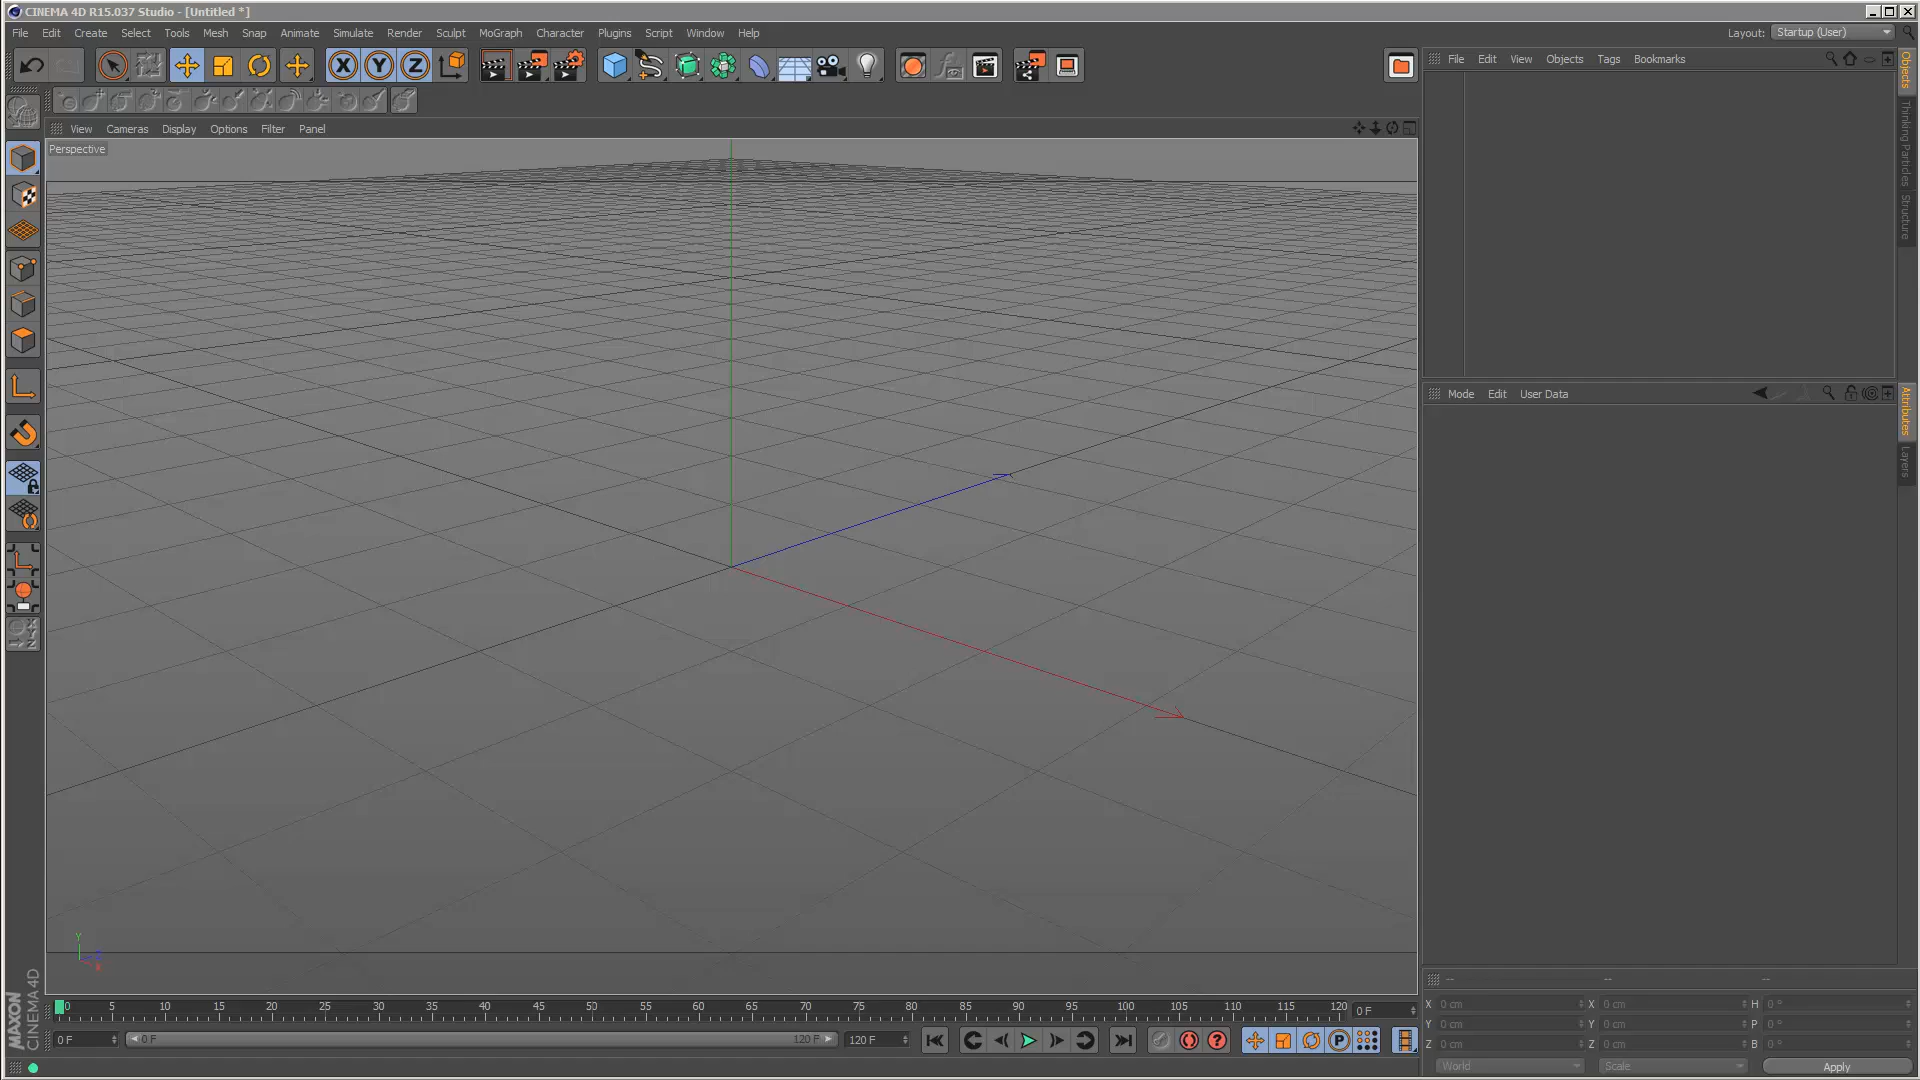 CINEMA 4D R15.037 Studio - [Untitled *]
File Edit Create Select Tools Mesh Snap Animate Simulate Render Sculpt MoGraph Character Plugins Script Window Help
Layout: Startup (User)
X Y Z
File Edit View Objects Tags Bookmarks
View Cameras Display Options Filter Panel
Perspective
Objects
Thinking Particles
Structure
Mode Edit User Data
Attributes
Layers
Y
MAXON
CINEMA 4D
0 5 10 15 20 25 30 35 40 45 50 55 60 65 70 75 80 85 90 95 100 105 110 115 120 0 F
0 F 0 F 120 F 120 F
? P
-- -- --
X 0 cm X 0 cm H 0 °
Y 0 cm Y 0 cm P 0 °
Z 0 cm Z 0 cm B 0 °
World Scale Apply